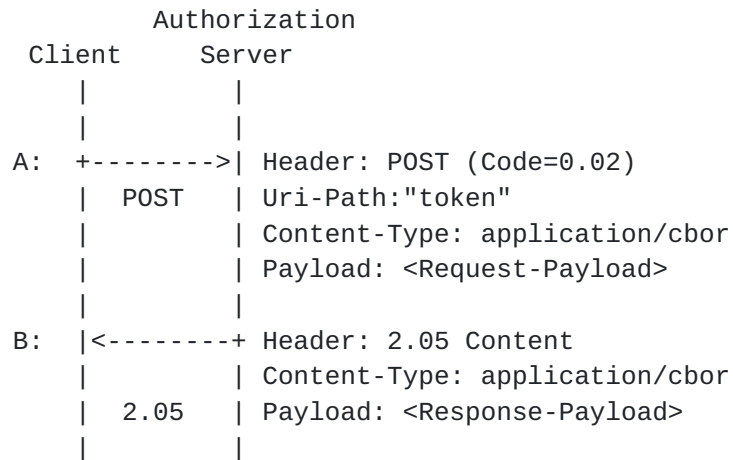 Authorization
 Client     Server
    |         |
    |         |
A:  +-------->| Header: POST (Code=0.02)
    |  POST   | Uri-Path:"token"
    |         | Content-Type: application/cbor
    |         | Payload: <Request-Payload>
    |         |
B:  |<--------+ Header: 2.05 Content
    |         | Content-Type: application/cbor
    |  2.05   | Payload: <Response-Payload>
    |         |